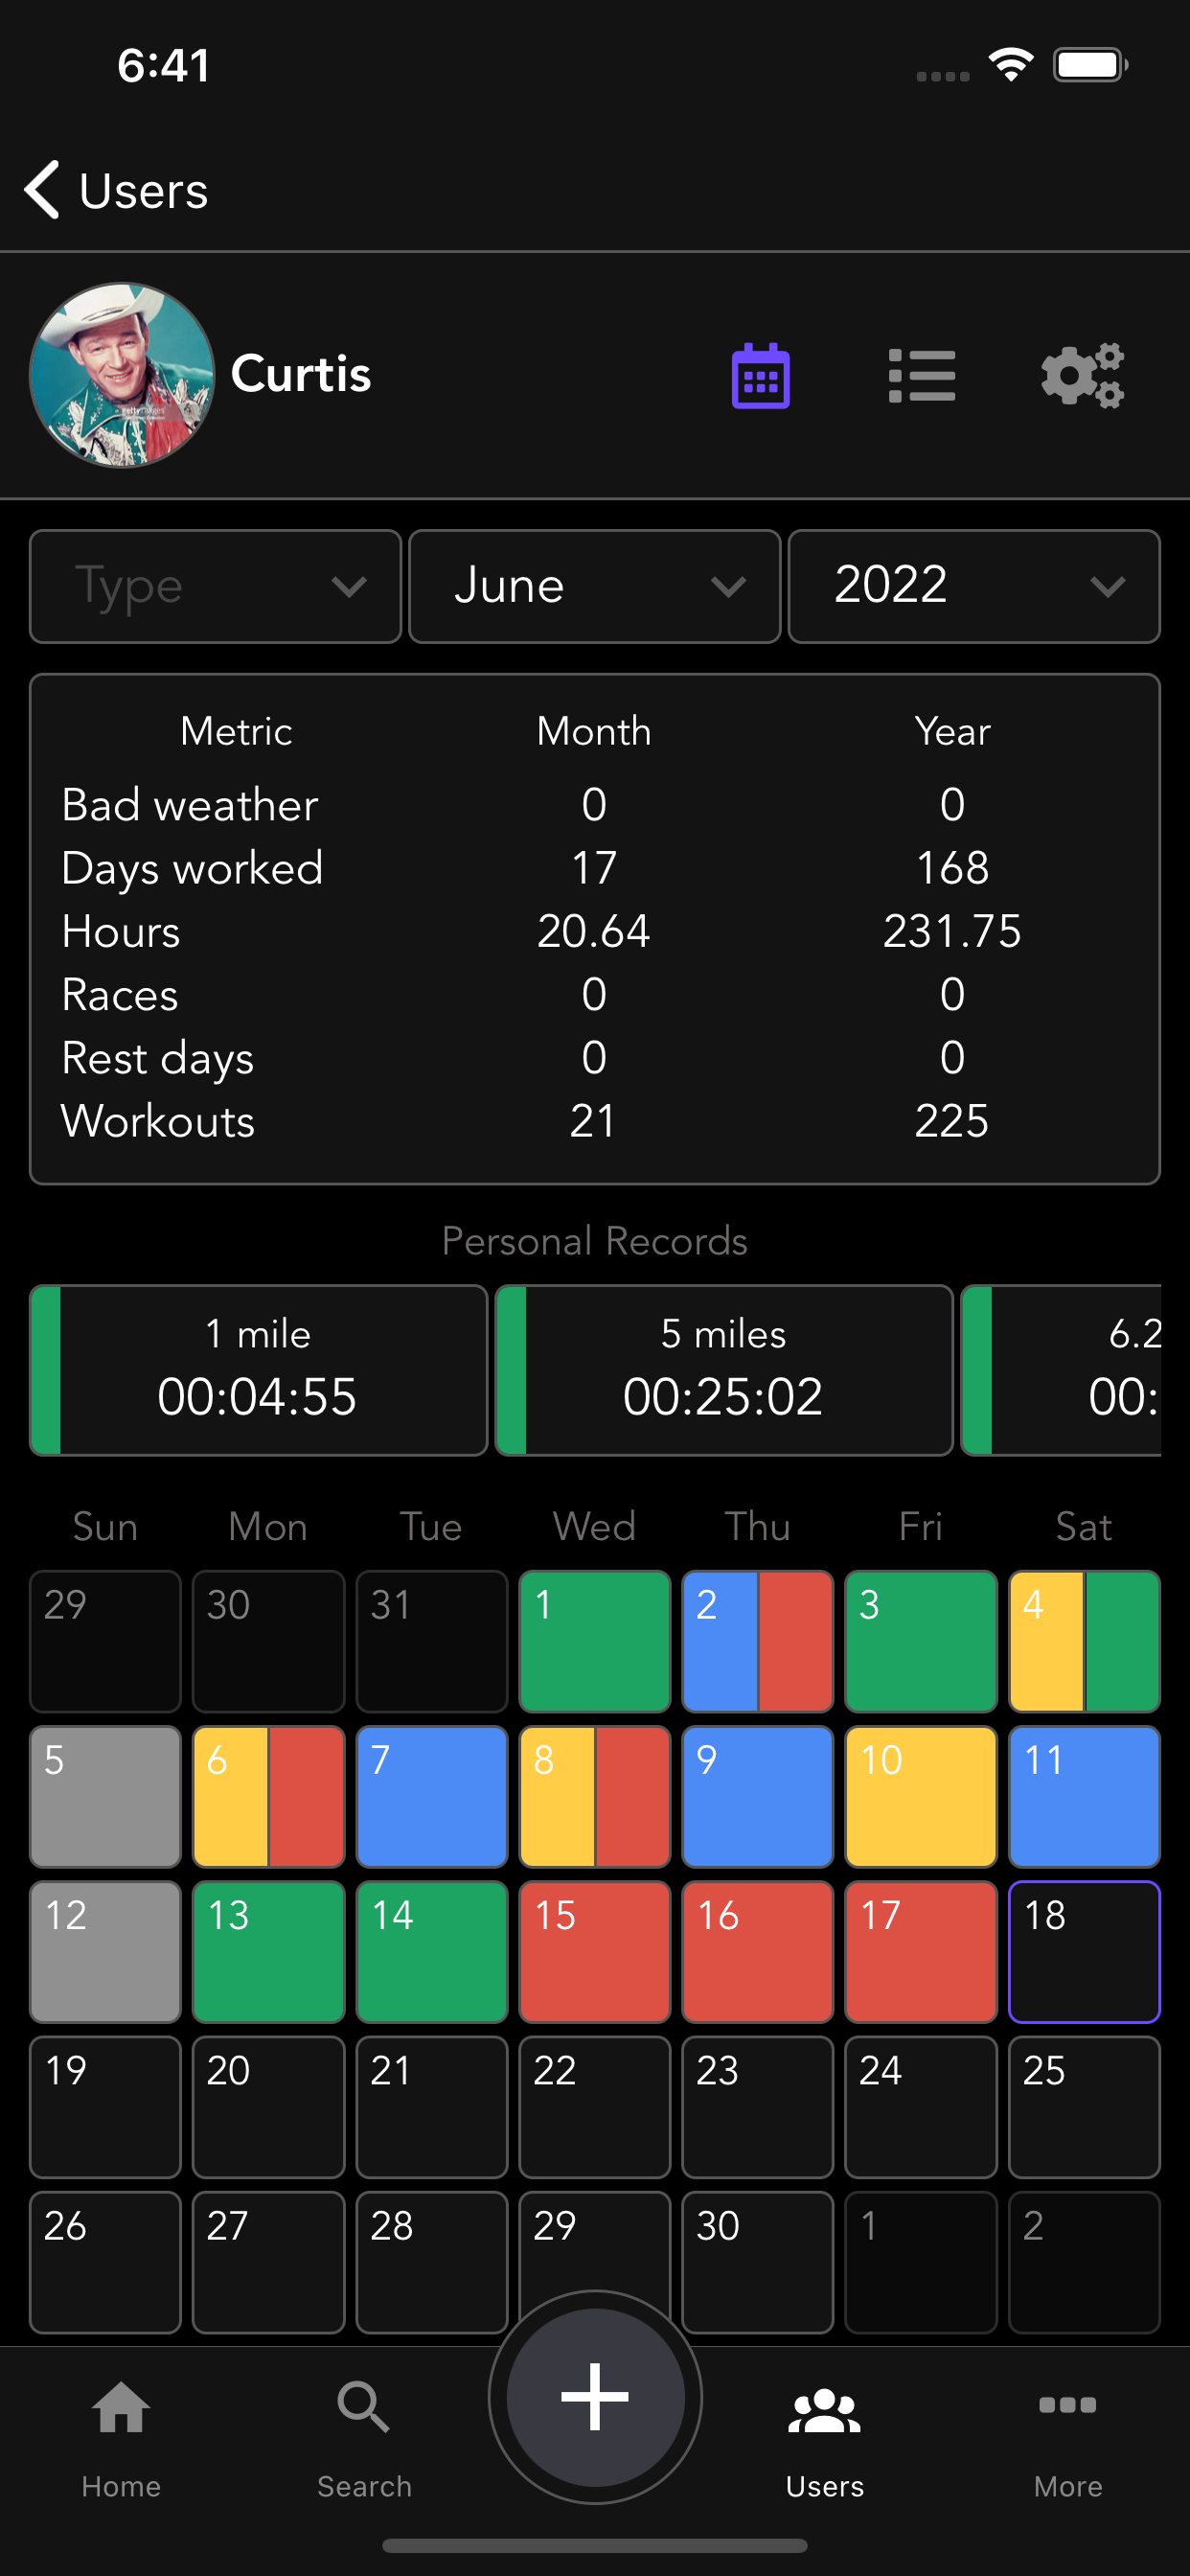 6:41
Users
Curtis
Type June 2022
Metric Month Year
Bad weather 0 0
Days worked 17 168
Hours 20.64 231.75
Races 0 0
Rest days 0 0
Workouts 21 225
Personal Records
1 mile 5 miles 6.2
00:04:55 00:25:02 00:
Sun Mon Tue Wed Thu Fri Sat
29 30 31 1 2 3 4
5 6 7 8 9 10 11
12 13 14 15 16 17 18
19 20 21 22 23 24 25
26 27 28 29 30 1 2
Home Search Users More